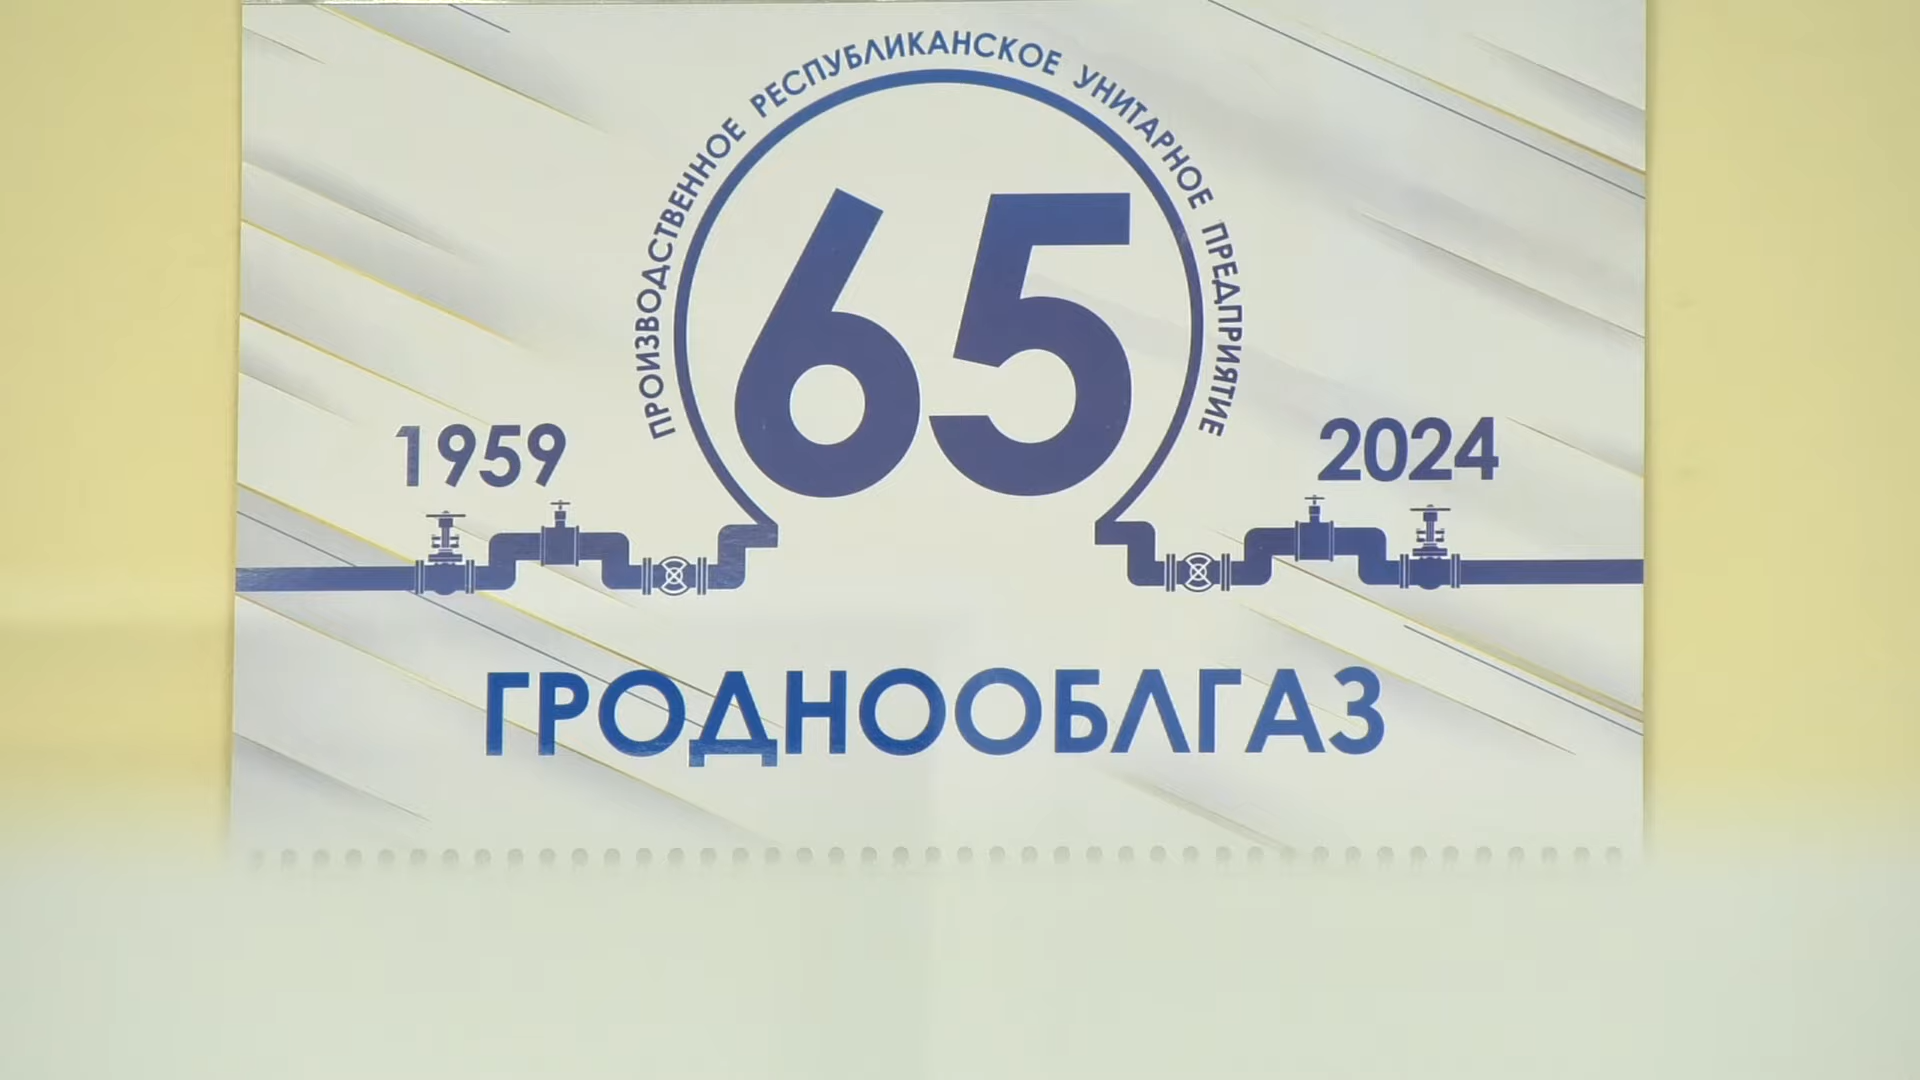 ПРОИЗВОДСТВЕННОЕ РЕСПУБЛИКАНСКОЕ УНИТАРНОЕ ПРЕДПРИЯТИЕ
65
1959
2024
ГРОДНООБЛГАЗ